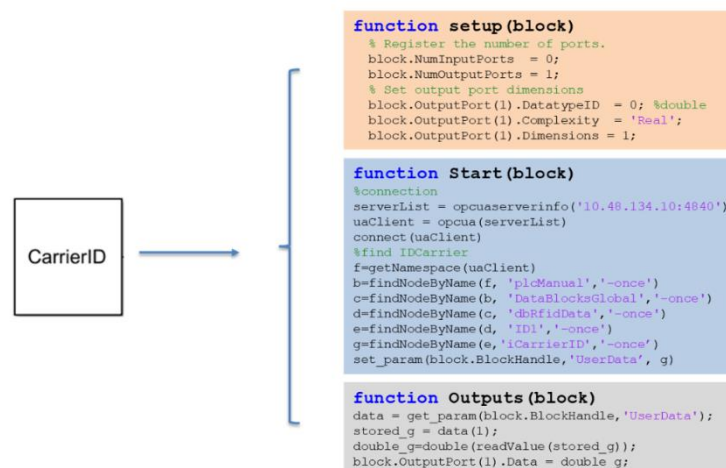 CarrierID
function setup(block)
% Register the number of ports.
block.NumInputPorts = 0;
block.NumOutputPorts = 1;
% Set output port dimensions
block.OutputPort(1).DatatypeID = 0; %double
block.OutputPort(1).Complexity = 'Real';
block.OutputPort(1).Dimensions = 1;
function Start(block)
%connection
serverList = opcuaserverinfo('10.48.134.10:4840')
uaClient = opcua(serverList)
connect(uaClient)
%find IDCarrier
f=getNamespace(uaClient)
b=findNodeByName(f, 'plcManual','-once')
c=findNodeByName(b, 'DataBlocksGlobal','-once')
d=findNodeByName(c, 'dbRfidData','-once')
e=findNodeByName(d, 'ID1','-once')
g=findNodeByName(e,'iCarrierID','-once’)
set_param(block.BlockHandle,'UserData’, g)
function Outputs(block)
data = get_param(block.BlockHandle,'UserData');
stored_g = data(1);
double_g=double(readValue(stored_g));
block.OutputPort(1).Data = double_g;